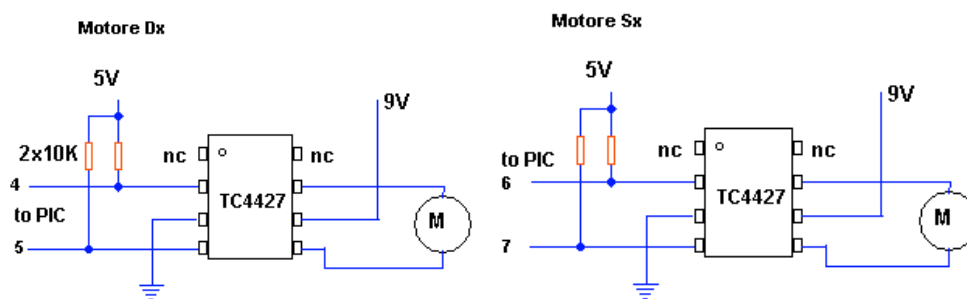 Motore Dx
5V
9V
2x10K
nc
nc
4
TC4427
to PIC
M
5
Motore Sx
5V
9V
nc
nc
to PIC
6
TC4427
M
7